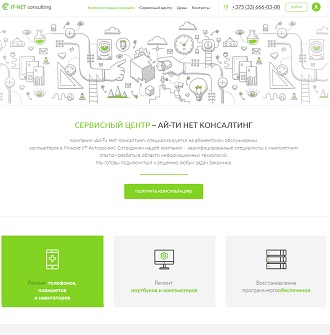 IT-NET consulting
Корпоративные решения Сервисный центр Цены Контакты
+375 (33) 666-03-00
ВОЙТИ
СЕРВИСНЫЙ ЦЕНТР – АЙ-ТИ НЕТ КОНСАЛТИНГ
Компания «Ай-Ти Нет Консалтинг» специализируется на абонентском обслуживании
компьютеров в Минске (ИТ-Аутсорсинг). Сотрудники нашей компании – квалифицированные специалисты с многолетним
опытом работы в области информационных технологий.
Мы готовы подключиться к решению любых задач Заказчика.
ПОЛУЧИТЬ КОНСУЛЬТАЦИЮ
Ремонт телефонов,
планшетов
и навигаторов
Ремонт
ноутбуков и компьютеров
Восстановление
программногообеспечения